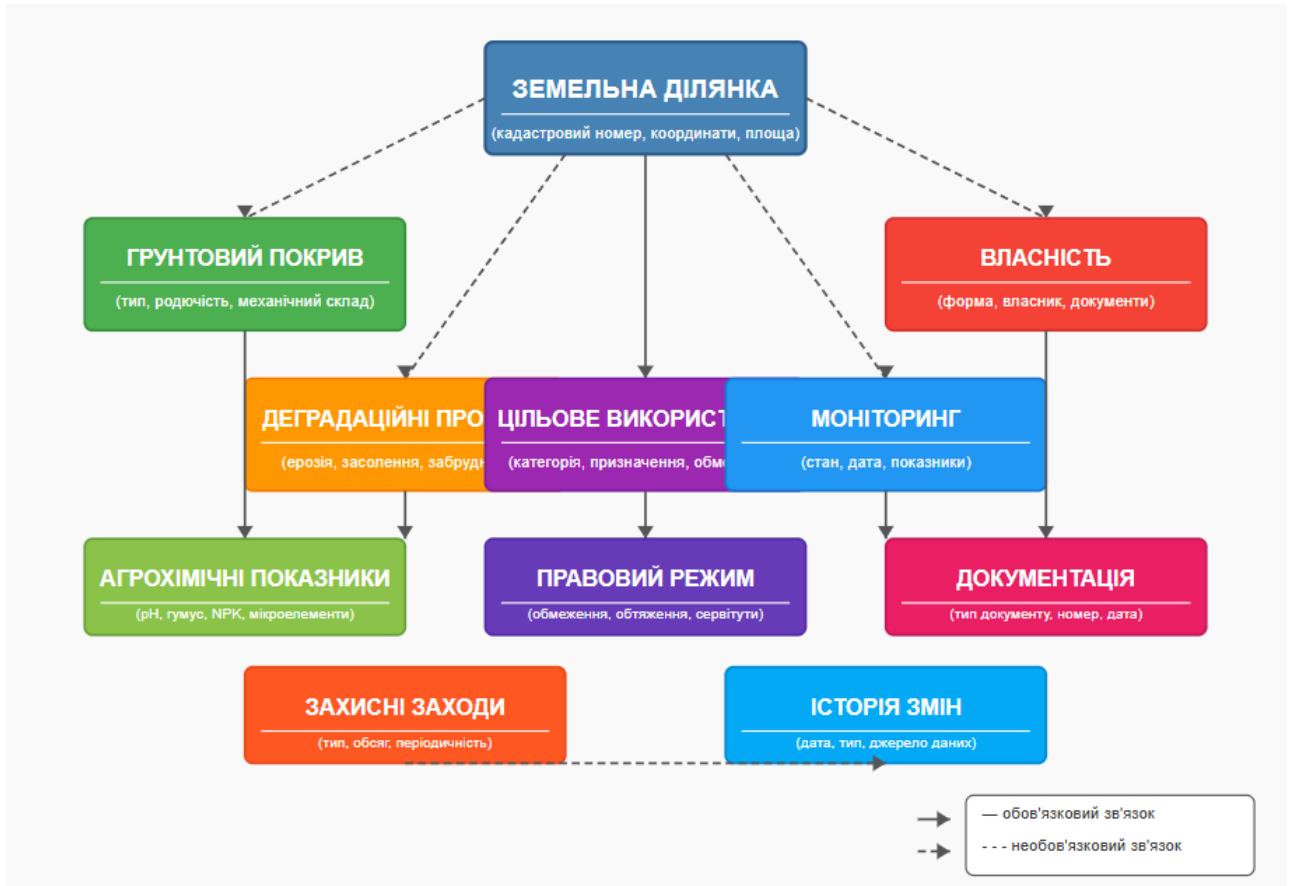 ЗЕМЕЛЬНА ДІЛЯНКА
(кадастровий номер, координати, площа)
ГРУНТОВИЙ ПОКРИВ
(тип, родючість, механічний склад)
ВЛАСНІСТЬ
(форма, власник, документи)
ДЕГРАДАЦІЙНІ ПРО
(ерозія, засолення, забрудн
ЦІЛЬОВЕ ВИКОРИСТ
(категорія, призначення, обм
МОНІТОРИНГ
(стан, дата, показники)
АГРОХІМІЧНІ ПОКАЗНИКИ
(pH, гумус, NPK, мікроелементи)
ПРАВОВИЙ РЕЖИМ
(обмеження, обтяження, сервітути)
ДОКУМЕНТАЦІЯ
(тип документу, номер, дата)
ЗАХИСНІ ЗАХОДИ
(тип, обсяг, періодичність)
ІСТОРІЯ ЗМІН
(дата, тип, джерело даних)
— обов'язковий зв'язок
- - - необов'язковий зв'язок